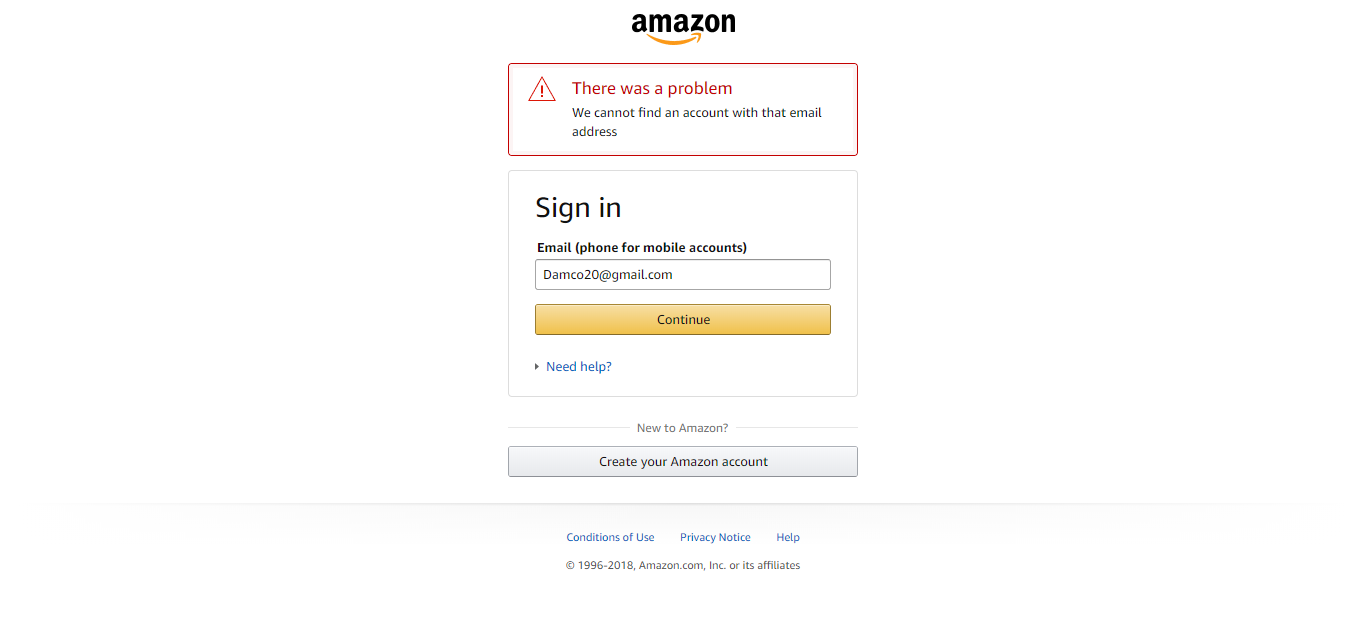 amazon
There was a problem
We cannot find an account with that email
address
Sign in
Email (phone for mobile accounts)
Damco20@gmail.com
Continue
Need help?
New to Amazon?
Create your Amazon account
Conditions of Use Privacy Notice Help
© 1996-2018, Amazon.com, Inc. or its affiliates